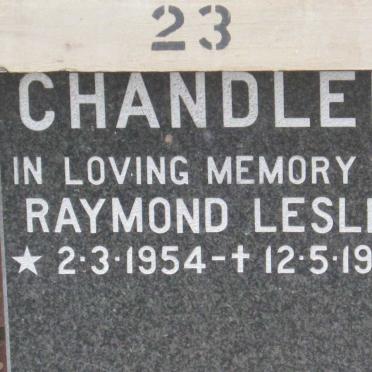 23
CHANDLE
IN LOVING MEMORY
RAYMOND LESL
★ 2·3·1954-✝12·5·19